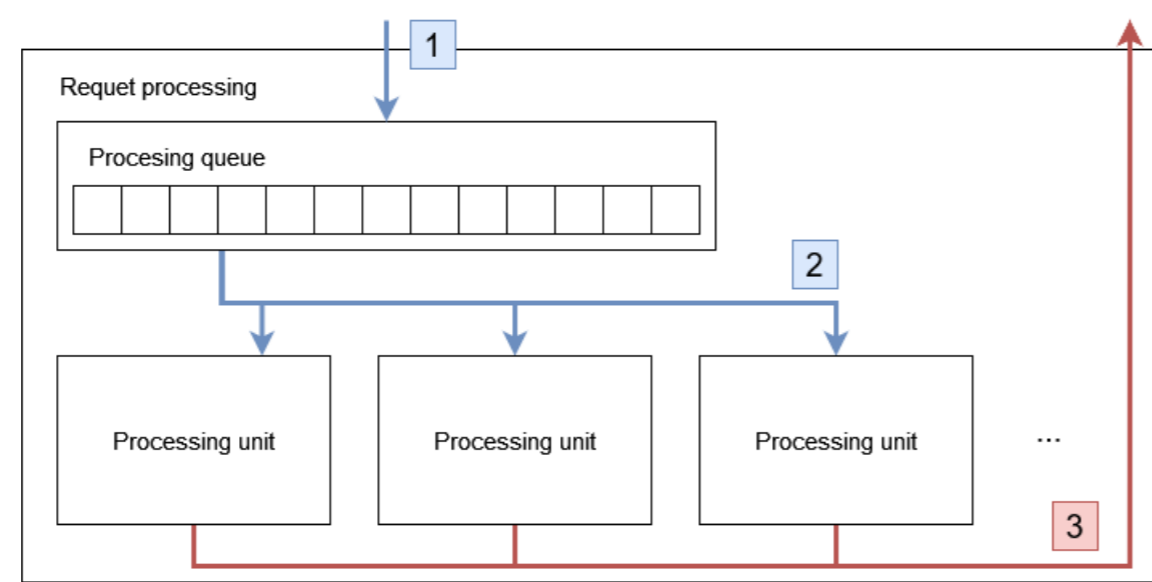 1
Requet processing
Procesing queue
2
Processing unit
Processing unit
Processing unit
...
3